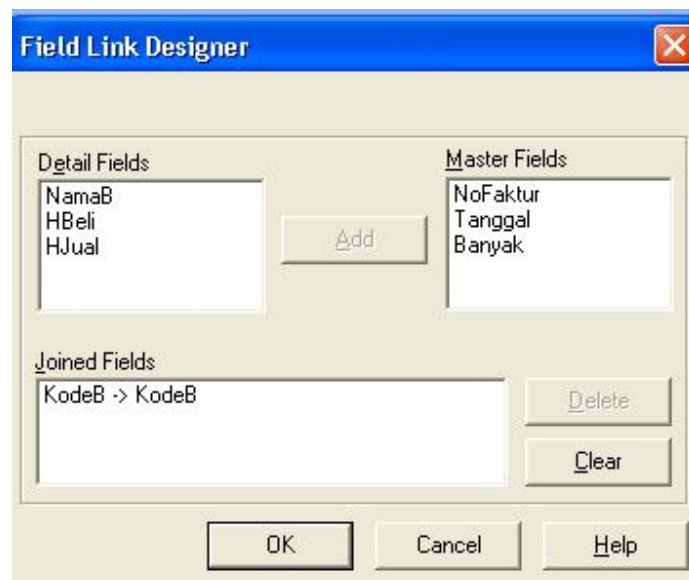 Field Link Designer
Detail Fields
NamaB
HBeli
HJual
Add
Master Fields
NoFaktur
Tanggal
Banyak
Joined Fields
KodeB -> KodeB
Delete
Clear
OK
Cancel
Help